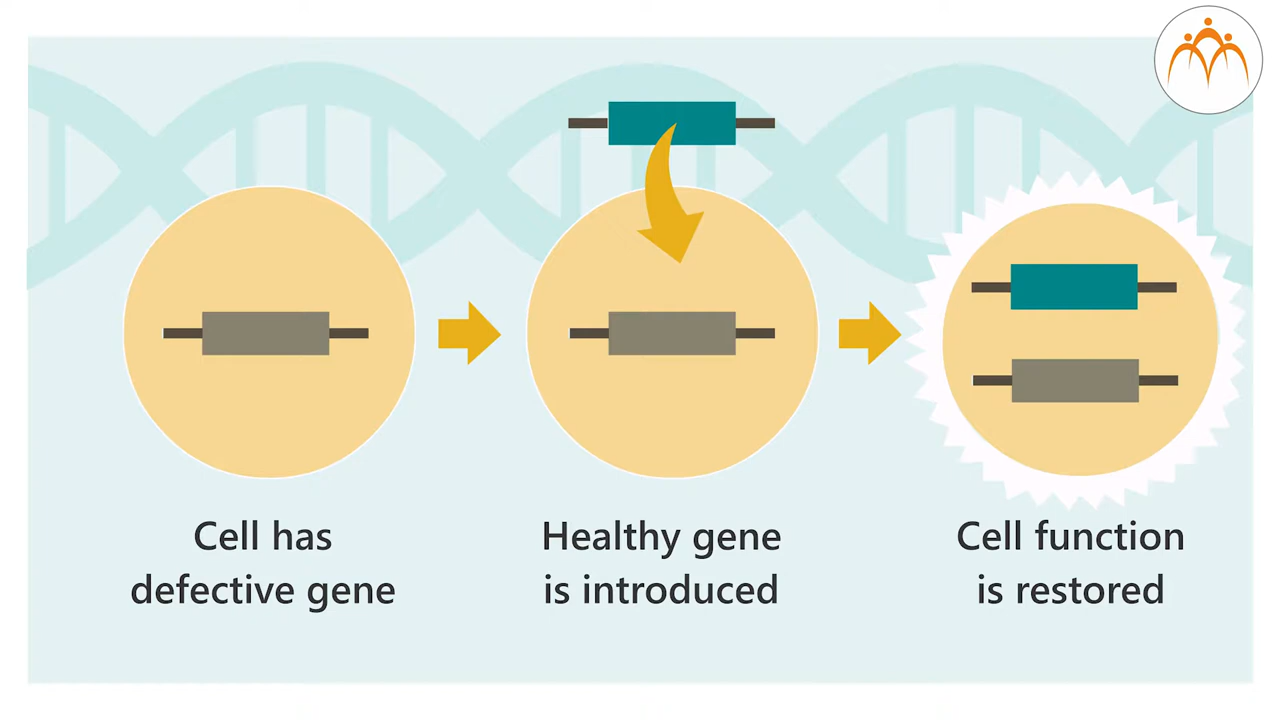 Cell has
defective gene
Healthy gene
is introduced
Cell function
is restored